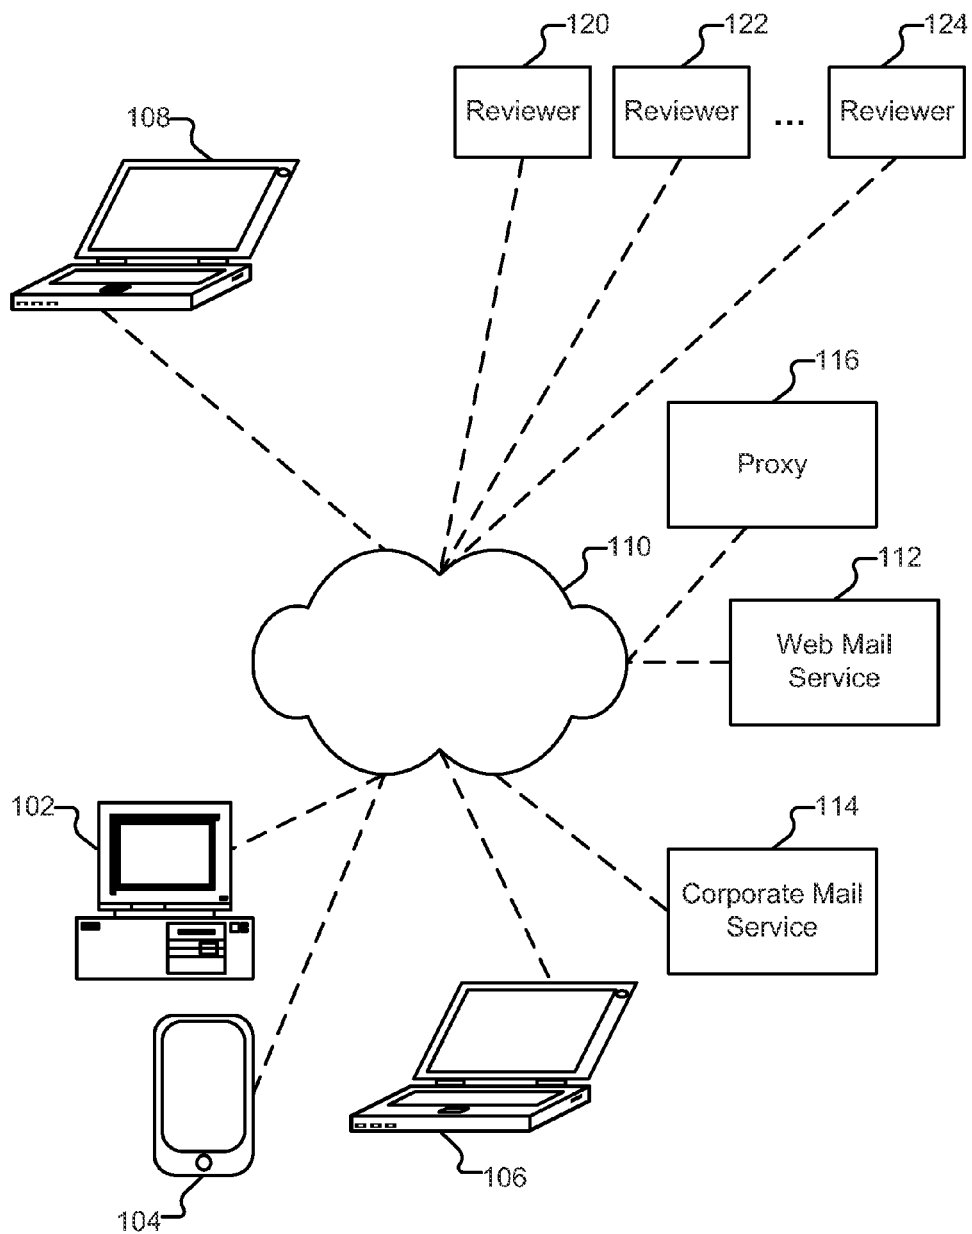 120
122
124
Reviewer
Reviewer
...
Reviewer
108
116
Proxy
110
112
Web Mail
Service
102
114
Corporate Mail
Service
106
104